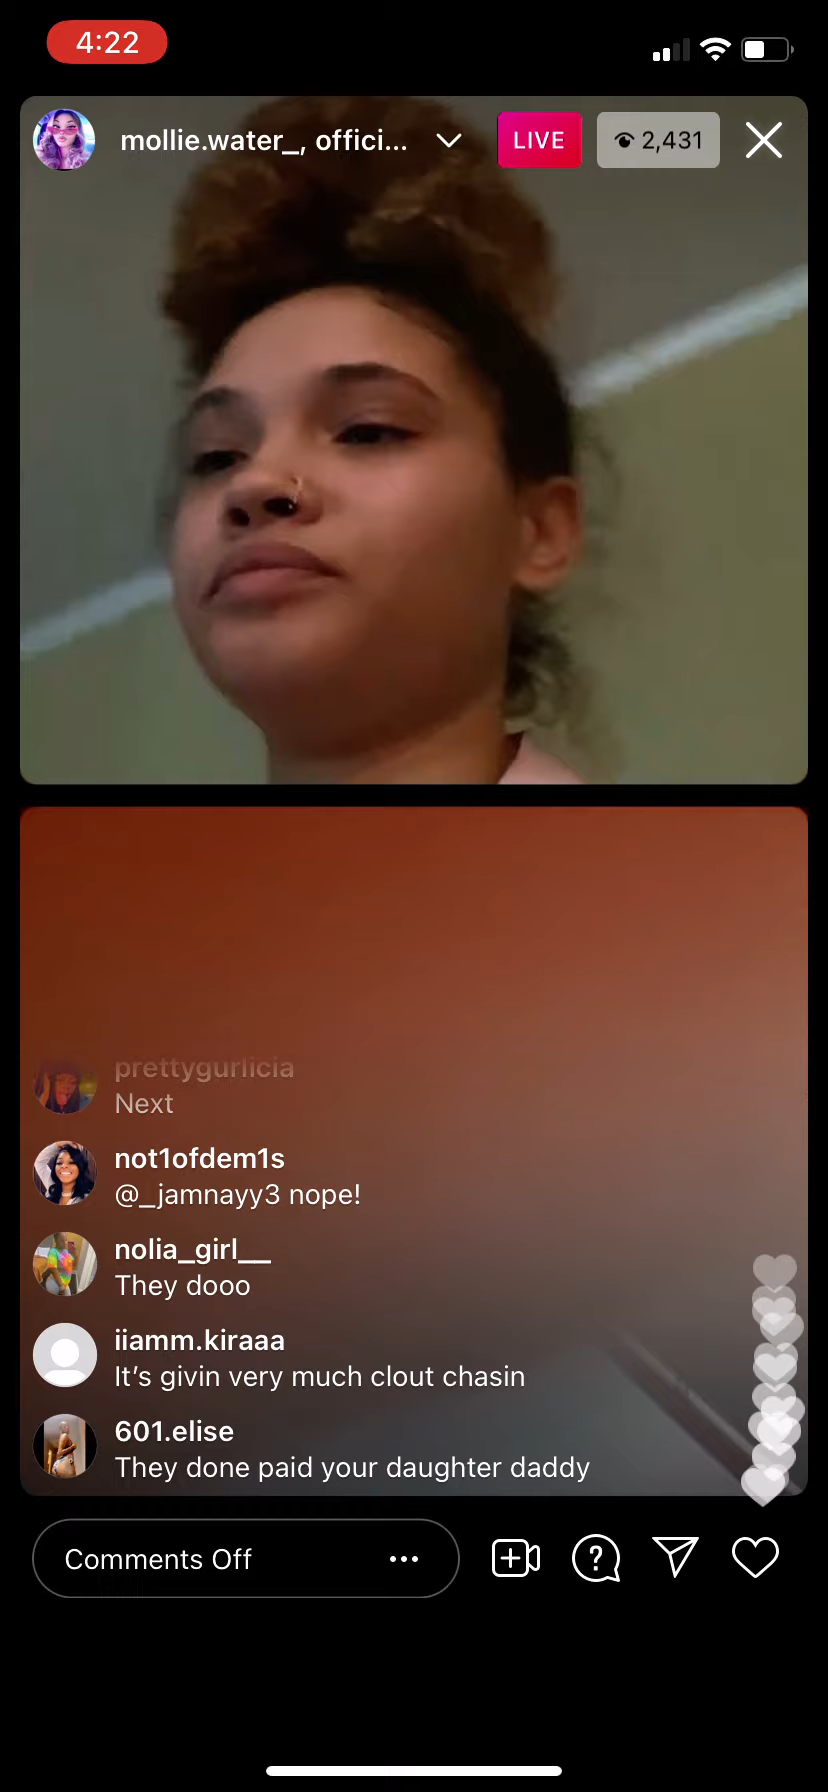 4:22
mollie.water_, offici...
LIVE
2,431
prettygurlicia
Next
not1ofdem1s
@_jamnayy3 nope!
nolia_girl__
They dooo
iiamm.kiraaa
It's givin very much clout chasin
601.elise
They done paid your daughter daddy
Comments Off